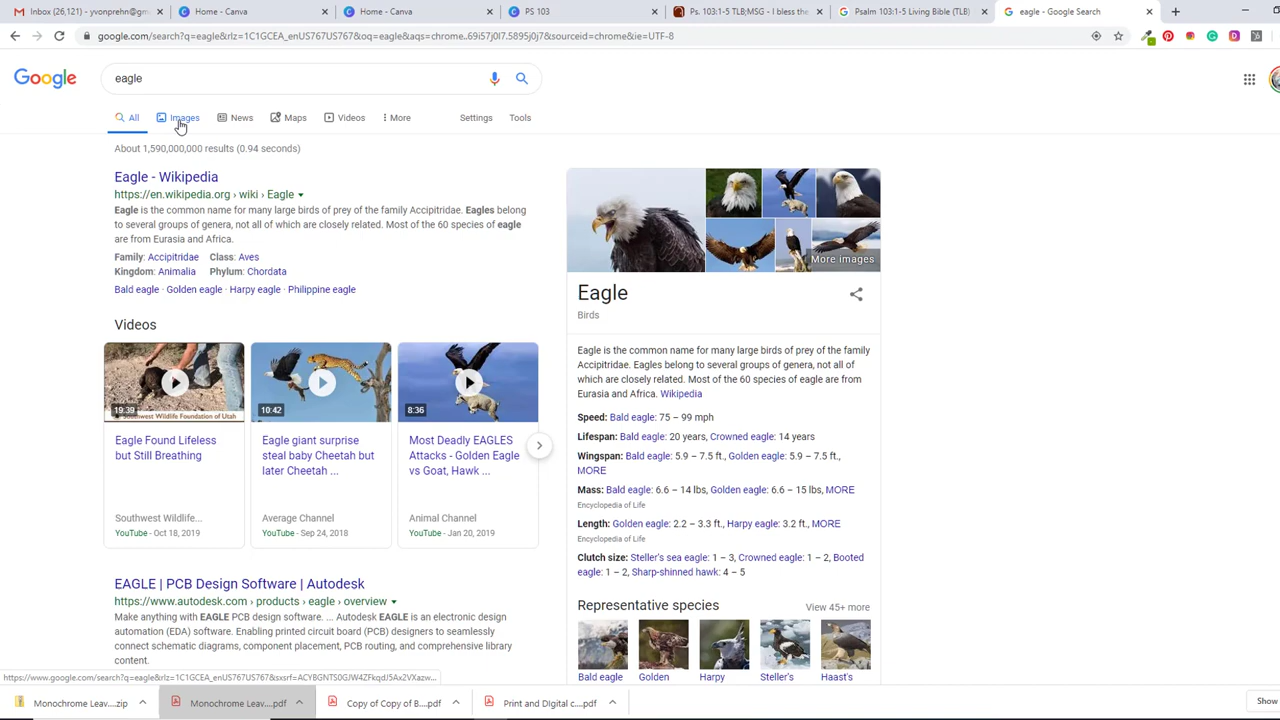 Inbox (26,121) - yvonprehn@gm
Home - Canva
Home - Canva
PS 103
Ps. 103:1-5 TLB;MSG - I bless the
Psalm 103:1-5 Living Bible (TLB)
eagle - Google Search
google.com/search?q=eagle&rlz=1C1GCEA_enUS767US767&oq=eagle&aqs=chrome..69i57j0l7.5895j0j7&sourceid=chrome&ie=UTF-8
Google
eagle
All
Images
News
Maps
Videos
More
Settings
Tools
About 1,590,000,000 results (0.94 seconds)
Eagle - Wikipedia
https://en.wikipedia.org › wiki › Eagle
Eagle is the common name for many large birds of prey of the family Accipitridae. Eagles belong
to several groups of genera, not all of which are closely related. Most of the 60 species of eagle
are from Eurasia and Africa.
Family: Accipitridae Class: Aves
Kingdom: Animalia Phylum: Chordata
Bald eagle · Golden eagle · Harpy eagle · Philippine eagle
Videos
19:39
Southwest Wildlife Foundation of Utah
Eagle Found Lifeless
but Still Breathing
Southwest Wildlife...
YouTube - Oct 18, 2019
10:42
Eagle giant surprise
steal baby Cheetah but
later Cheetah ...
Average Channel
YouTube - Sep 24, 2018
8:36
Most Deadly EAGLES
Attacks - Golden Eagle
vs Goat, Hawk ...
Animal Channel
YouTube - Jan 20, 2019
EAGLE | PCB Design Software | Autodesk
https://www.autodesk.com › products › eagle › overview
Make anything with EAGLE PCB design software. ... Autodesk EAGLE is an electronic design
automation (EDA) software. Enabling printed circuit board (PCB) designers to seamlessly
connect schematic diagrams, component placement, PCB routing, and comprehensive library
content.
More images
Eagle
Birds
Eagle is the common name for many large birds of prey of the family
Accipitridae. Eagles belong to several groups of genera, not all of
which are closely related. Most of the 60 species of eagle are from
Eurasia and Africa. Wikipedia
Speed: Bald eagle: 75 – 99 mph
Lifespan: Bald eagle: 20 years, Crowned eagle: 14 years
Wingspan: Bald eagle: 5.9 – 7.5 ft., Golden eagle: 5.9 – 7.5 ft.,
MORE
Mass: Bald eagle: 6.6 – 14 lbs, Golden eagle: 6.6 – 15 lbs, MORE
Encyclopedia of Life
Length: Golden eagle: 2.2 – 3.3 ft., Harpy eagle: 3.2 ft., MORE
Encyclopedia of Life
Clutch size: Steller's sea eagle: 1 – 3, Crowned eagle: 1 – 2, Booted
eagle: 1 – 2, Sharp-shinned hawk: 4 – 5
Representative species
View 45+ more
Bald eagle
Golden
Harpy
Steller's
Haast's
Monochrome Leav....zip
Monochrome Leav....pdf
Copy of Copy of B....pdf
Print and Digital c....pdf
Show